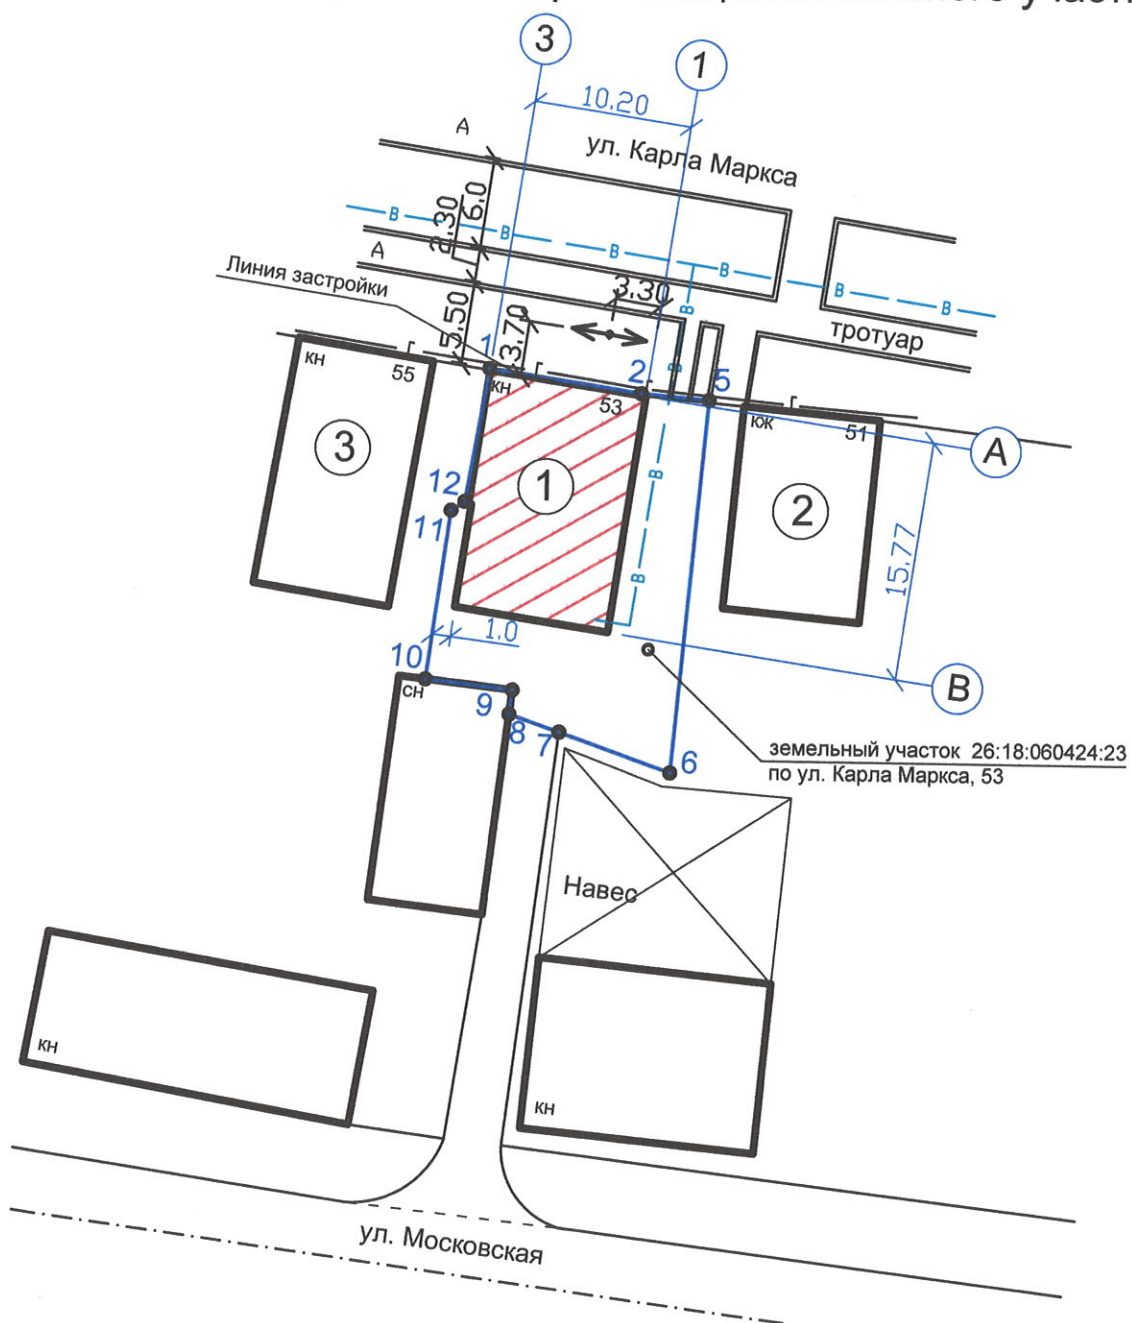 3
1
10.20
А
ул. Карла Маркса
6.0
2.30
В В В В В В
А
Линия застройки
3.30
В
тротуар
5.50
3.70
Г
1
Г
2
Г
5
Г
кн
55
кн
53
кж
51
А
3
1
2
12
11
В
15.77
В
1.0
10
В
сн
9
8
7
6
земельный участок 26:18:060424:23
по ул. Карла Маркса, 53
Навес
кн
кн
ул. Московская